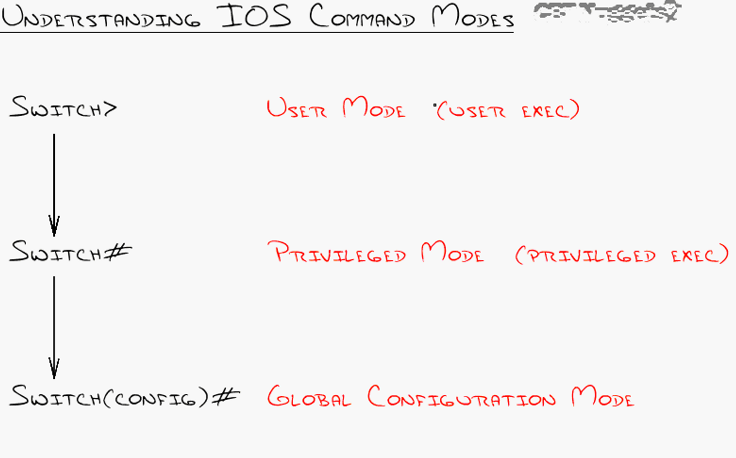 Understanding IOS Command Modes
Switch> User Mode (user exec)
Switch# Privileged Mode (privileged exec)
Switch(config)# Global Configuration Mode